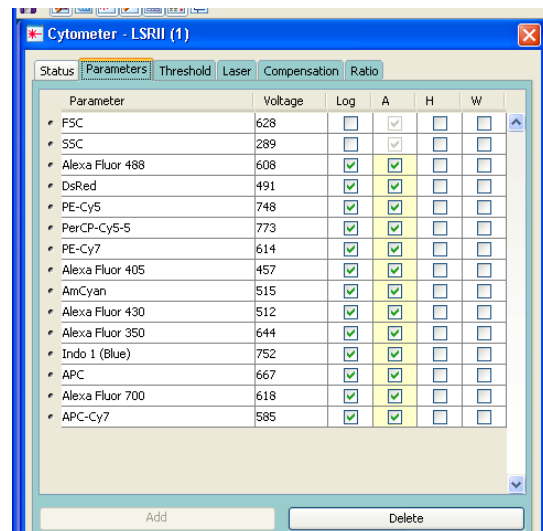 Cytometer - LSRII (1)
Status Parameters Threshold Laser Compensation Ratio
Parameter Voltage Log A H W
FSC 628
SSC 289
Alexa Fluor 488 608
DsRed 491
PE-Cy5 748
PerCP-Cy5-5 773
PE-Cy7 614
Alexa Fluor 405 457
AmCyan 515
Alexa Fluor 430 512
Alexa Fluor 350 644
Indo 1 (Blue) 752
APC 667
Alexa Fluor 700 618
APC-Cy7 585
Add Delete